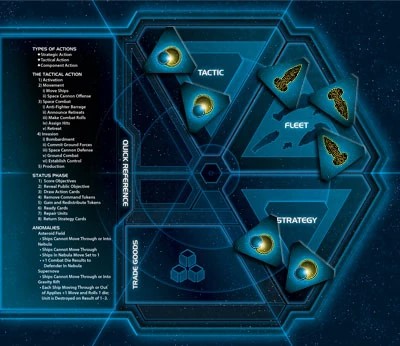 TYPES OF ACTIONS
Strategic Action
Tactical Action
Component Action
THE TACTICAL ACTION
1) Activation
2) Movement
i) Move Ships
ii) Space Cannon Offense
3) Space Combat
i) Anti-Fighter Barrage
ii) Announce Retreats
iii) Make Combat Rolls
iv) Assign Hits
v) Retreat
4) Invasion
i) Bombardment
ii) Commit Ground Forces
iii) Space Cannon Defense
iv) Ground Combat
v) Establish Control
5) Production
STATUS PHASE
1) Score Objectives
2) Reveal Public Objective
3) Draw Action Cards
4) Remove Command Tokens
5) Gain and Redistribute Tokens
6) Ready Cards
7) Repair Units
8) Return Strategy Cards
ANOMALIES
Asteroid Field
• Ships Cannot Move Through or Into
Nebula
• Ships Cannot Move Through
• Ships In Nebula Move Set to 1
• +1 Combat Die Results to
Defender In Nebula
Supernova
• Ships Cannot Move Through or Into
Gravity Rift
• Each Ship Moving Through or Out
of Applies +1 Move and Rolls 1 die;
Unit is Destroyed on Result of 1-3.
QUICK REFERENCE
TRADE GOODS
TACTIC
FLEET
STRATEGY